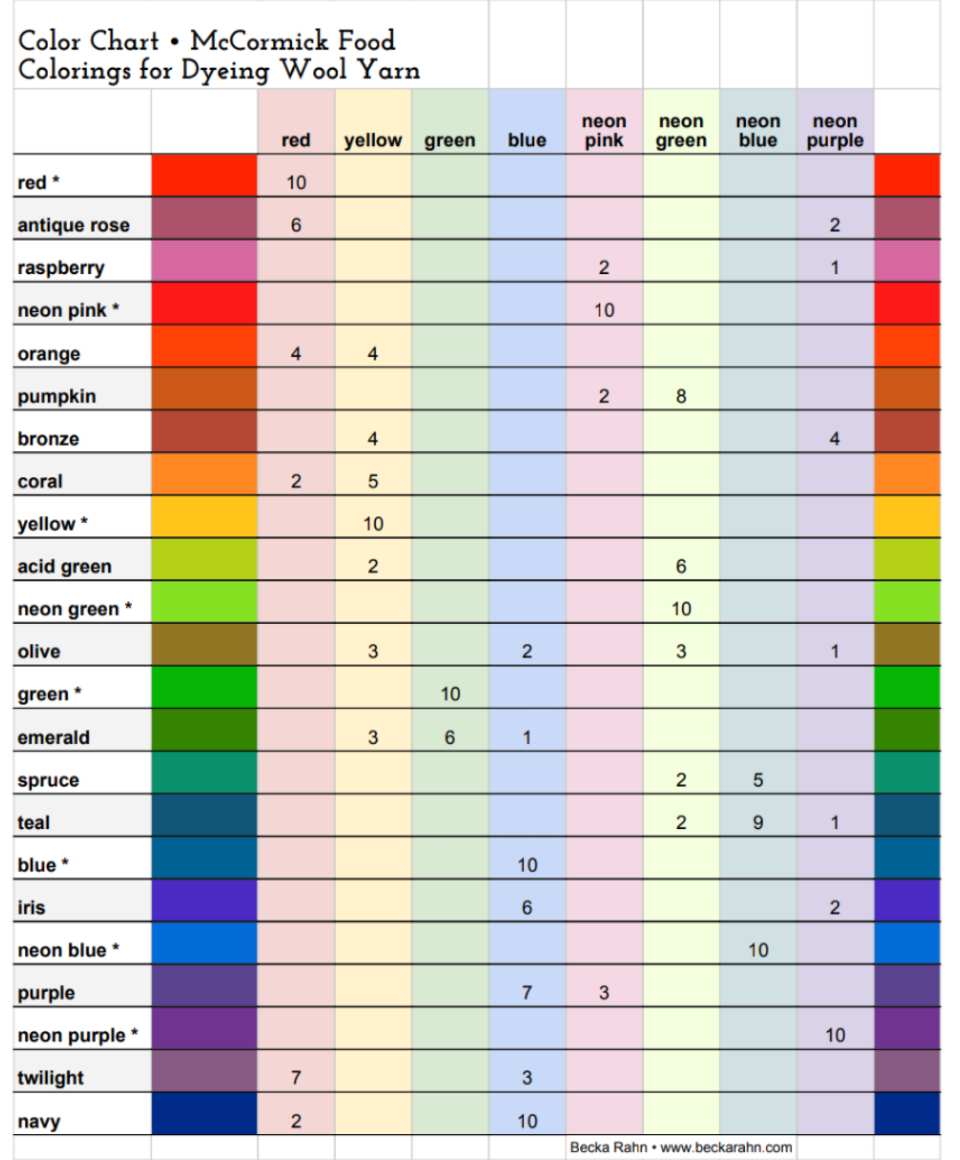 Color Chart • McCormick Food
Colorings for Dyeing Wool Yarn
red yellow green blue neon pink neon green neon blue neon purple
red * 10
antique rose 6 2
raspberry 2 1
neon pink * 10
orange 4 4
pumpkin 2 8
bronze 4 4
coral 2 5
yellow * 10
acid green 2 6
neon green * 10
olive 3 2 3 1
green * 10
emerald 3 6 1
spruce 2 5
teal 2 9 1
blue * 10
iris 6 2
neon blue * 10
purple 7 3
neon purple * 10
twilight 7 3
navy 2 10
Becka Rahn • www.beckarahn.com